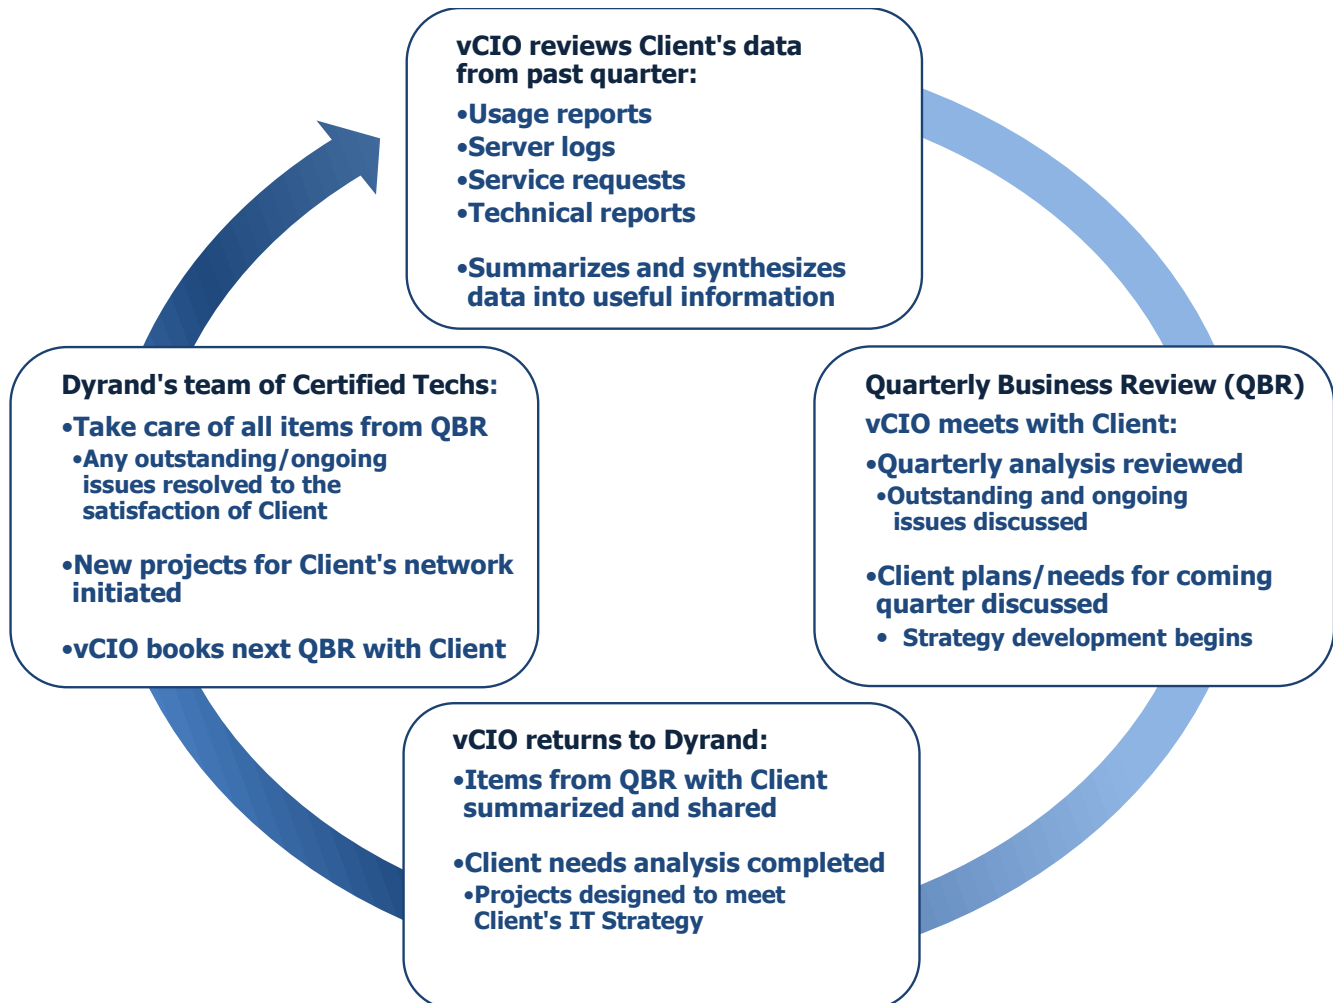 vCIO reviews Client's data
from past quarter:
•Usage reports
•Server logs
•Service requests
•Technical reports
•Summarizes and synthesizes
data into useful information
Quarterly Business Review (QBR)
vCIO meets with Client:
•Quarterly analysis reviewed
•Outstanding and ongoing
issues discussed
•Client plans/needs for coming
quarter discussed
• Strategy development begins
vCIO returns to Dyrand:
•Items from QBR with Client
summarized and shared
•Client needs analysis completed
•Projects designed to meet
Client's IT Strategy
Dyrand's team of Certified Techs:
•Take care of all items from QBR
•Any outstanding/ongoing
issues resolved to the
satisfaction of Client
•New projects for Client's network
initiated
•vCIO books next QBR with Client